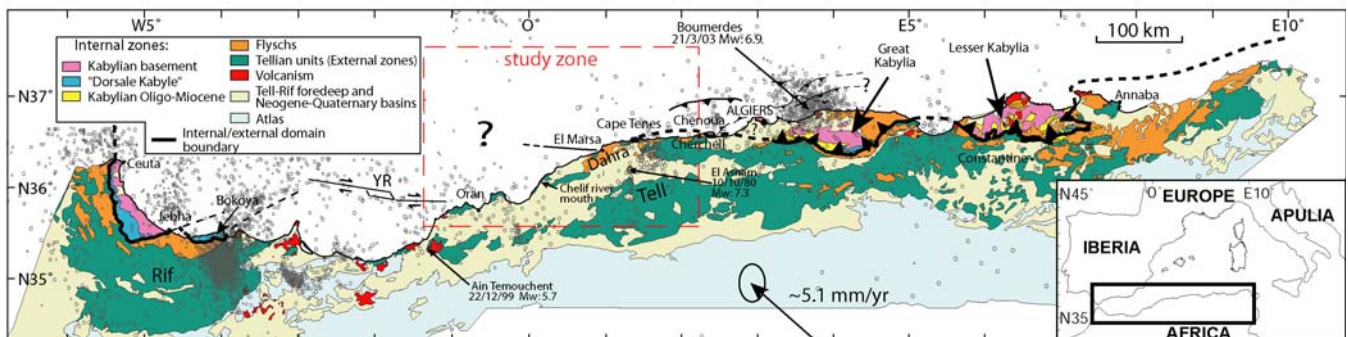 W5°
O°
E5°
E10°
N37°
N36°
N35°
Internal zones:
Kabylian basement
"Dorsale Kabyle"
Kabylian Oligo-Miocene
Flyschs
Tellian units (External zones)
Volcanism
Tell-Rif foredeep and
Neogene-Quaternary basins
Atlas
Internal/external domain
boundary
study zone
Boumerdes
21/3/03 Mw: 6.9.
Great
Kabylia
Lesser Kabylia
100 km
?
Annaba
ALGIERS
Chenoua
Cape Tenes
Cherchell
?
El Marsa
?
Dahra
Constantine
El Asnam
10/10/80
Mw: 7.3
Tell
Chelif river
mouth
Oran
YR
Ceuta
Jebha
Bokoya
Rif
Ain Temouchent
22/12/99 Mw: 5.7
~5.1 mm/yr
N45
0
EUROPE
E10
APULIA
IBERIA
N35
AFRICA